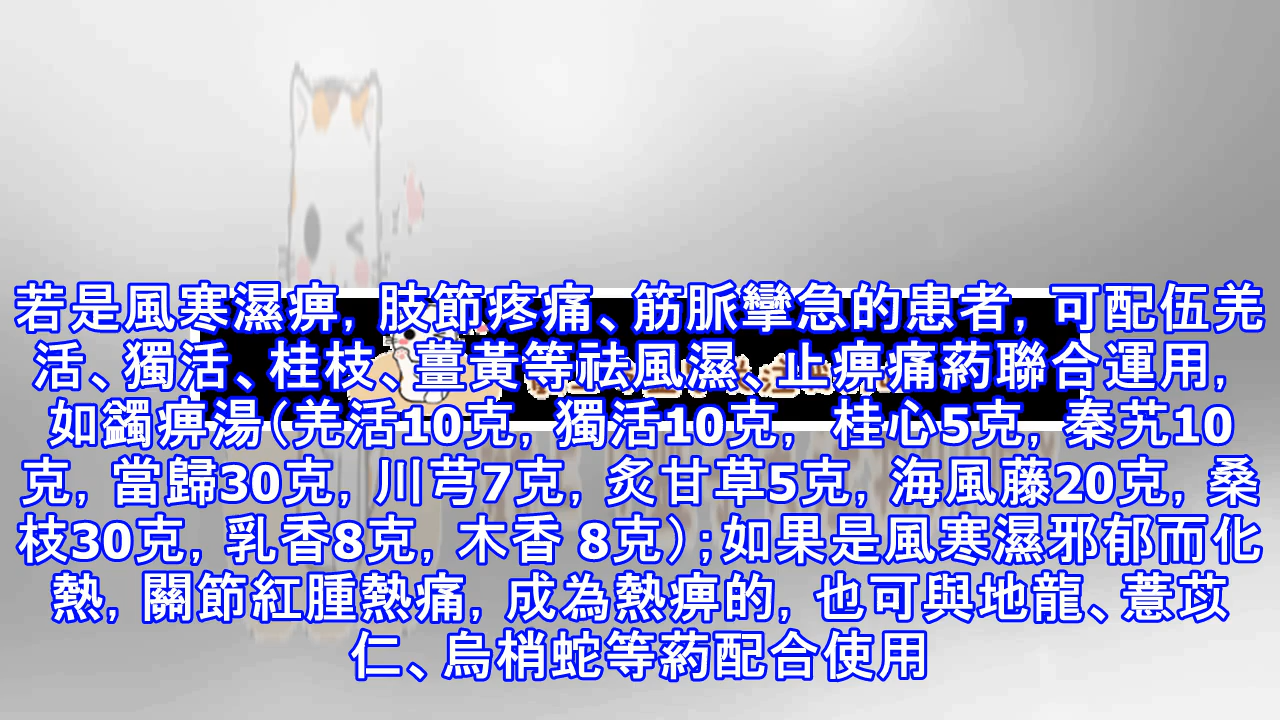 若是風寒濕痹, 肢節疼痛、筋脈攣急的患者, 可配伍羌
活、獨活、桂枝、薑黃等祛風濕、止痹痛葯聯合運用,
如蠲痹湯(羌活10克, 獨活10克, 桂心5克, 秦艽10
克, 當歸30克, 川芎7克, 炙甘草5克, 海風藤20克, 桑
枝30克, 乳香8克, 木香 8克);如果是風寒濕邪郁而化
熱, 關節紅腫熱痛, 成為熱痹的, 也可與地龍、薏苡
仁、烏梢蛇等葯配合使用